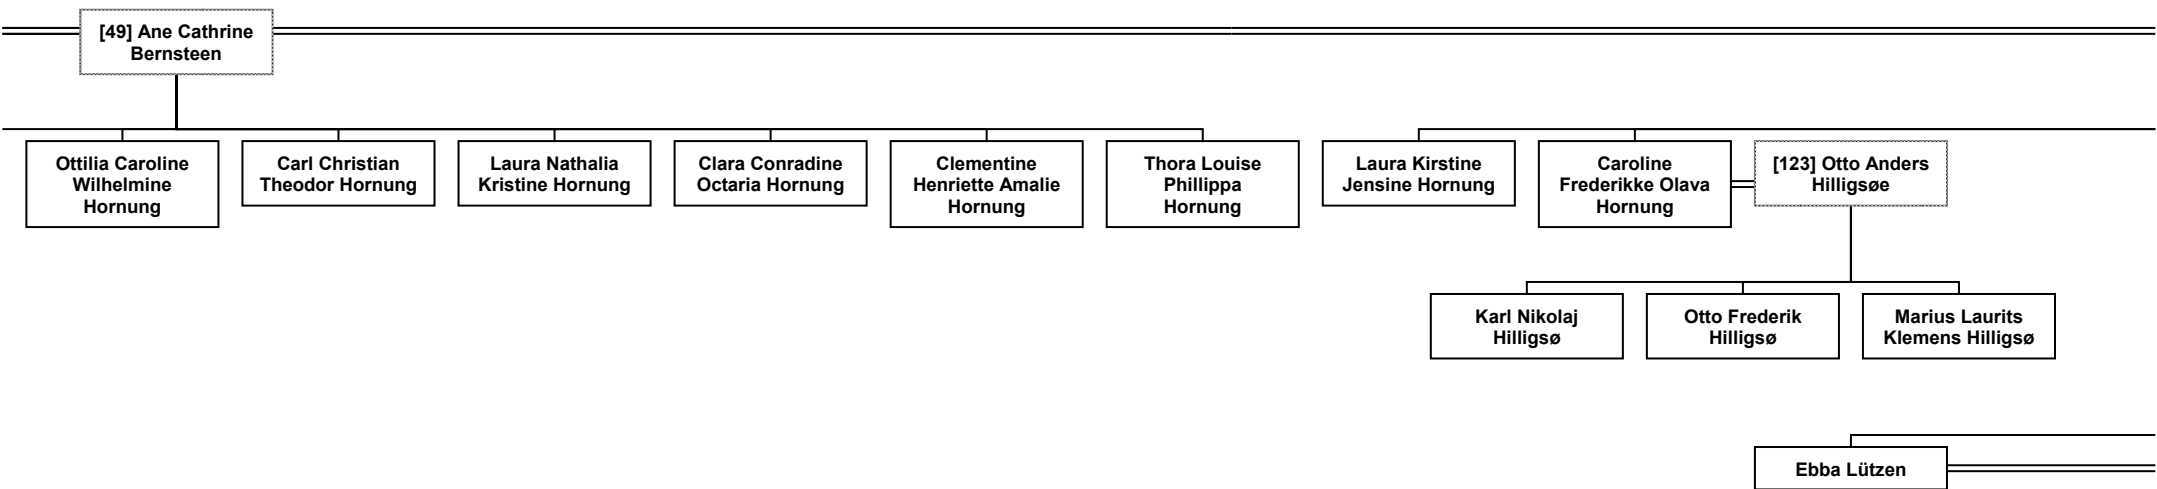 [49] Ane Cathrine
Bernsteen
Ottilia Caroline
Wilhelmine
Hornung
Carl Christian
Theodor Hornung
Laura Nathalia
Kristine Hornung
Clara Conradine
Octaria Hornung
Clementine
Henriette Amalie
Hornung
Thora Louise
Phillippa
Hornung
Laura Kirstine
Jensine Hornung
Caroline
Frederikke Olava
Hornung
[123] Otto Anders
Hilligsøe
Karl Nikolaj
Hilligsø
Otto Frederik
Hilligsø
Marius Laurits
Klemens Hilligsø
Ebba Lützen